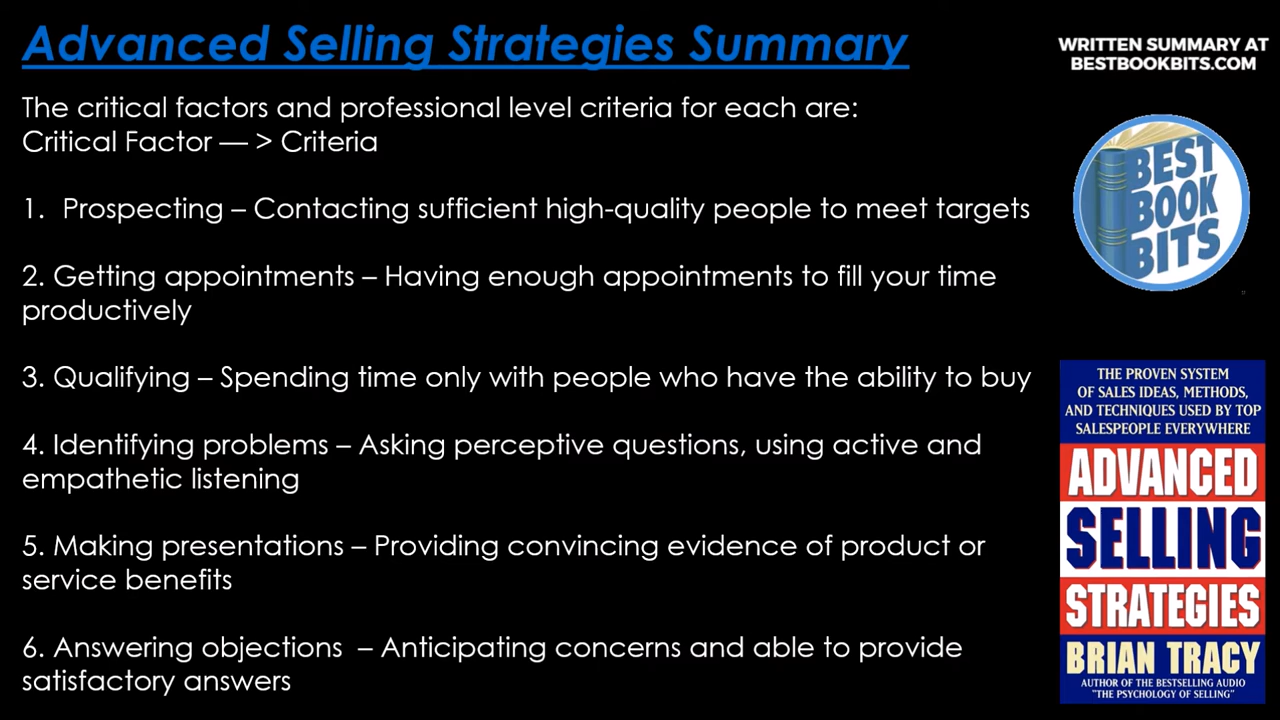 Advanced Selling Strategies Summary
The critical factors and professional level criteria for each are:
Critical Factor — > Criteria
1.  Prospecting – Contacting sufficient high-quality people to meet targets
2. Getting appointments – Having enough appointments to fill your time
productively
3. Qualifying – Spending time only with people who have the ability to buy
4. Identifying problems – Asking perceptive questions, using active and
empathetic listening
5. Making presentations – Providing convincing evidence of product or
service benefits
6. Answering objections  – Anticipating concerns and able to provide
satisfactory answers
WRITTEN SUMMARY AT
BESTBOOKBITS.COM
BEST
BOOK
BITS
THE PROVEN SYSTEM
OF SALES IDEAS, METHODS,
AND TECHNIQUES USED BY TOP
SALESPEOPLE EVERYWHERE
ADVANCED
SELLING
STRATEGIES
BRIAN TRACY
AUTHOR OF THE BESTSELLING AUDIO
"THE PSYCHOLOGY OF SELLING"